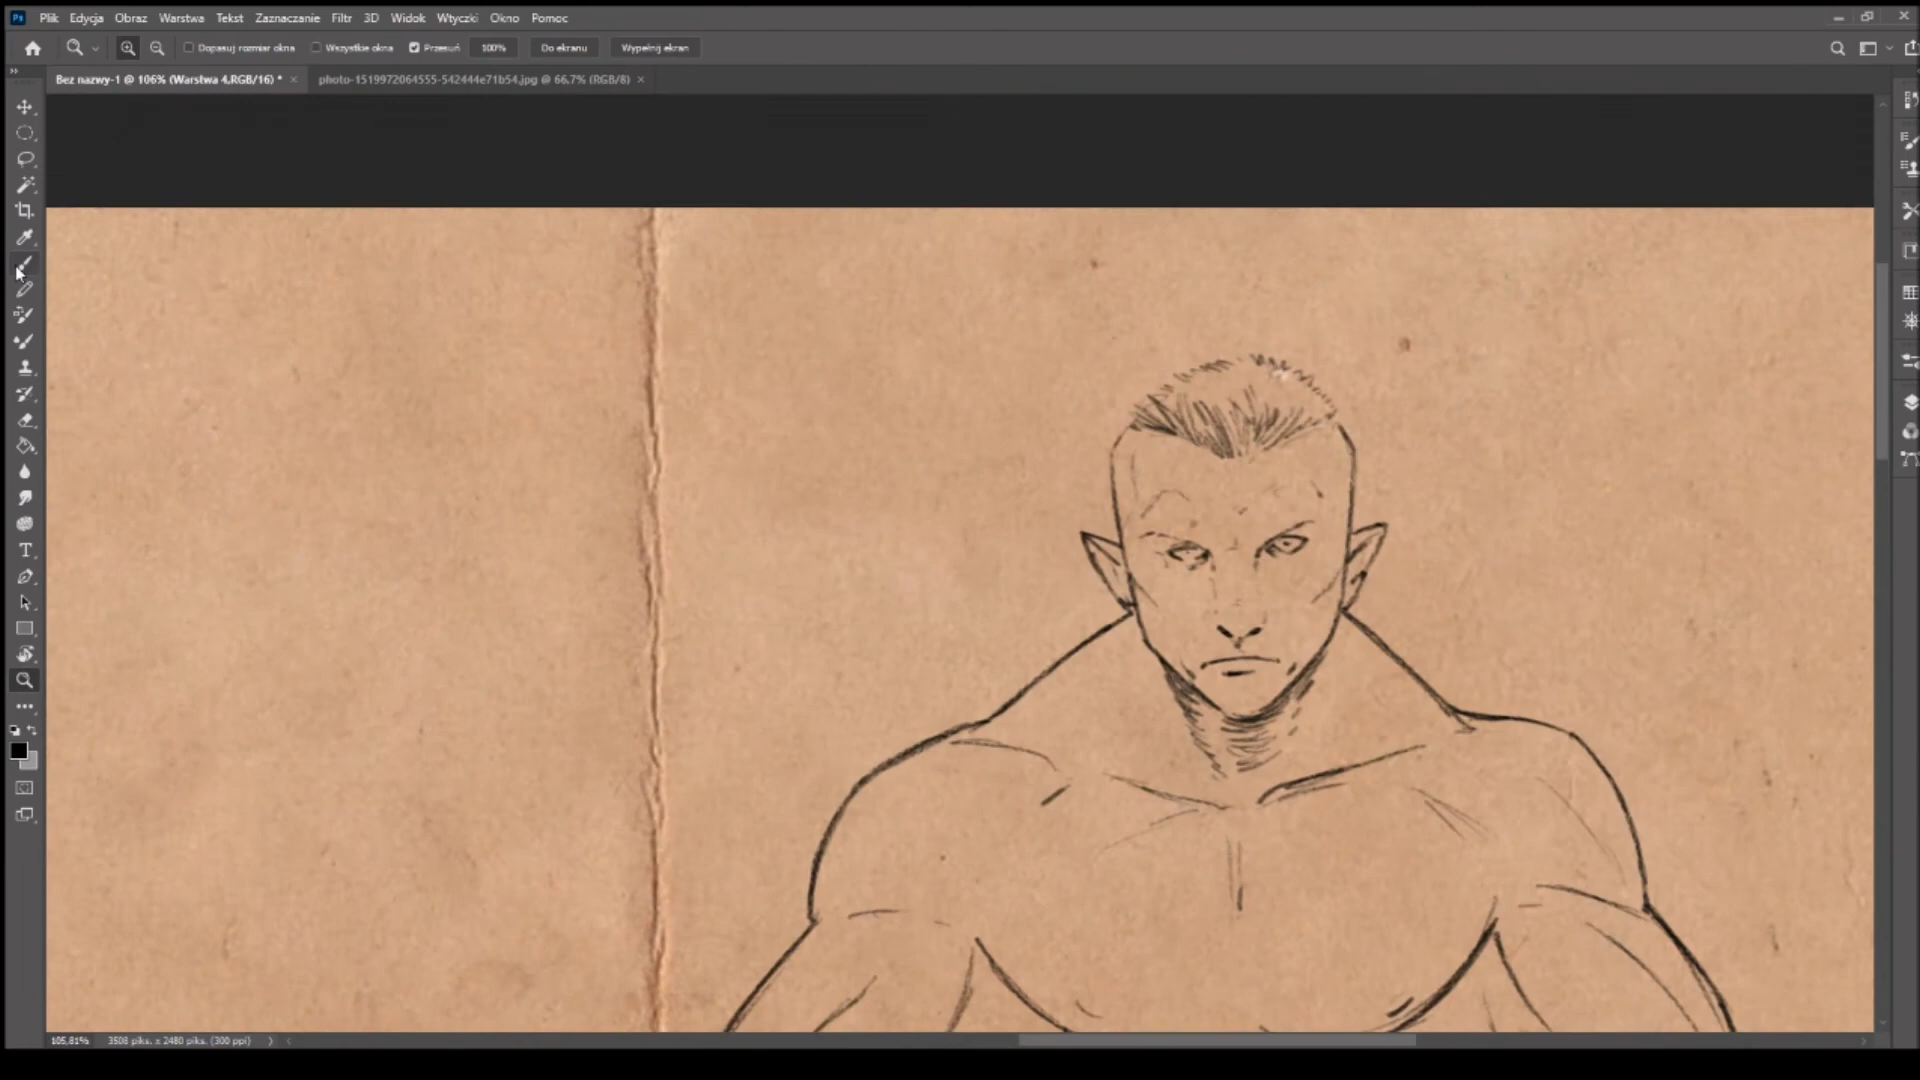 Ps Plik Edycja Obraz Warstwa Tekst Zaznaczanie Filtr 3D Widok Wtyczki Okno Pomoc
Dopasuj rozmiar okna Wszystkie okna Przesuń 100% Do ekranu Wypełnij ekran
Bez nazwy-1 @ 106% (Warstwa 4,RGB/16) * × photo-1519972064555-542444e71b54.jpg @ 66,7% (RGB/8) ×
T
105,81% 3508 piks. x 2480 piks. (300 ppi)